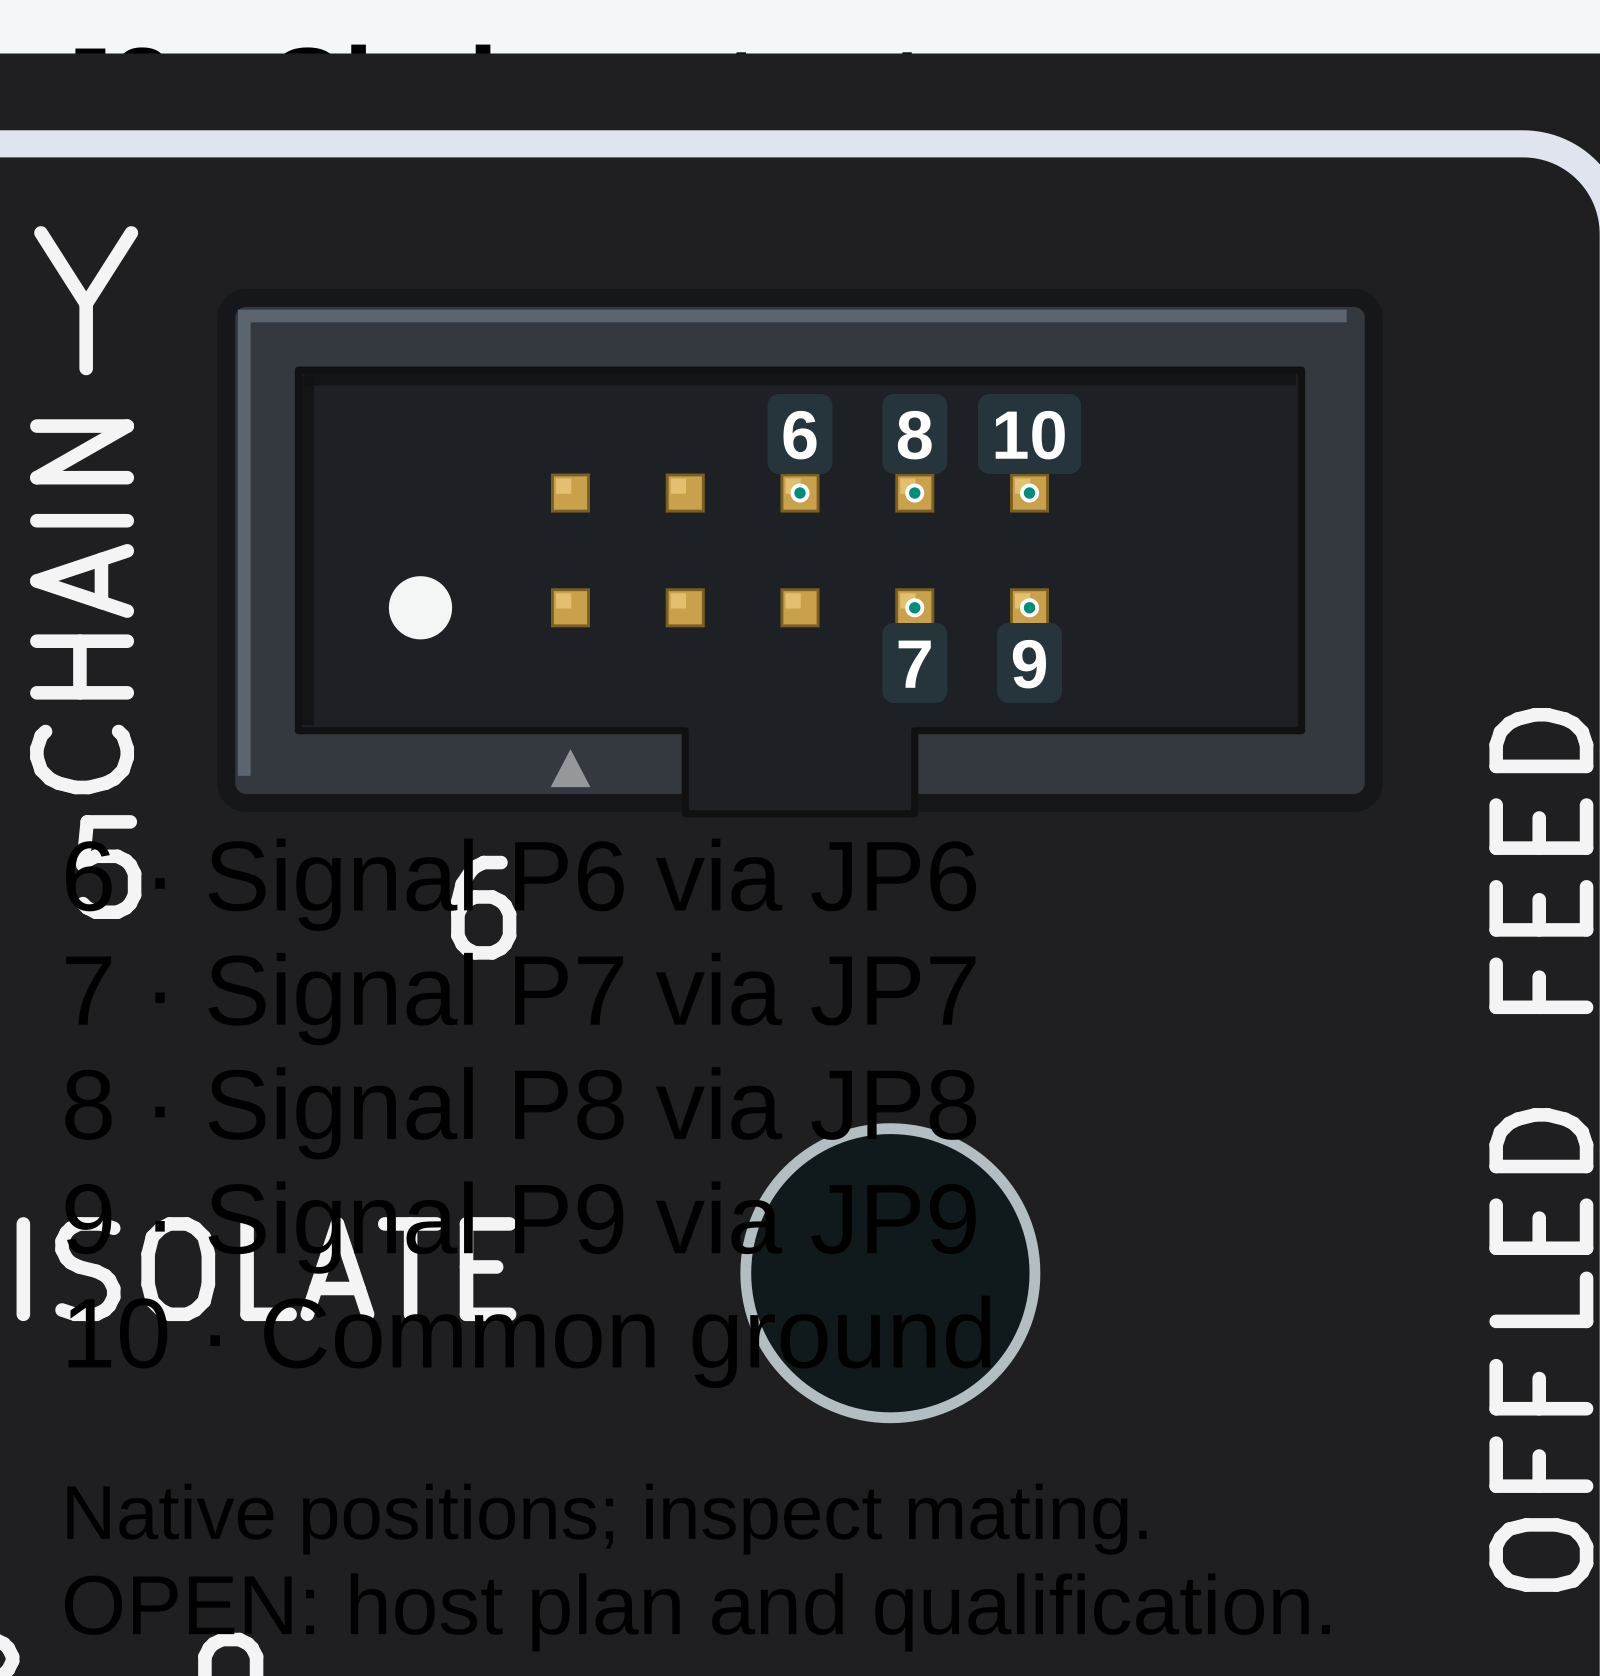 CHAIN Y
6 8 10
7 9
5
6
6 · Signal P6 via JP6
7 · Signal P7 via JP7
8 · Signal P8 via JP8
9 · Signal P9 via JP9
10 · Common ground
ISOLATE
OFFLED FEED
Native positions; inspect mating.
OPEN: host plan and qualification.